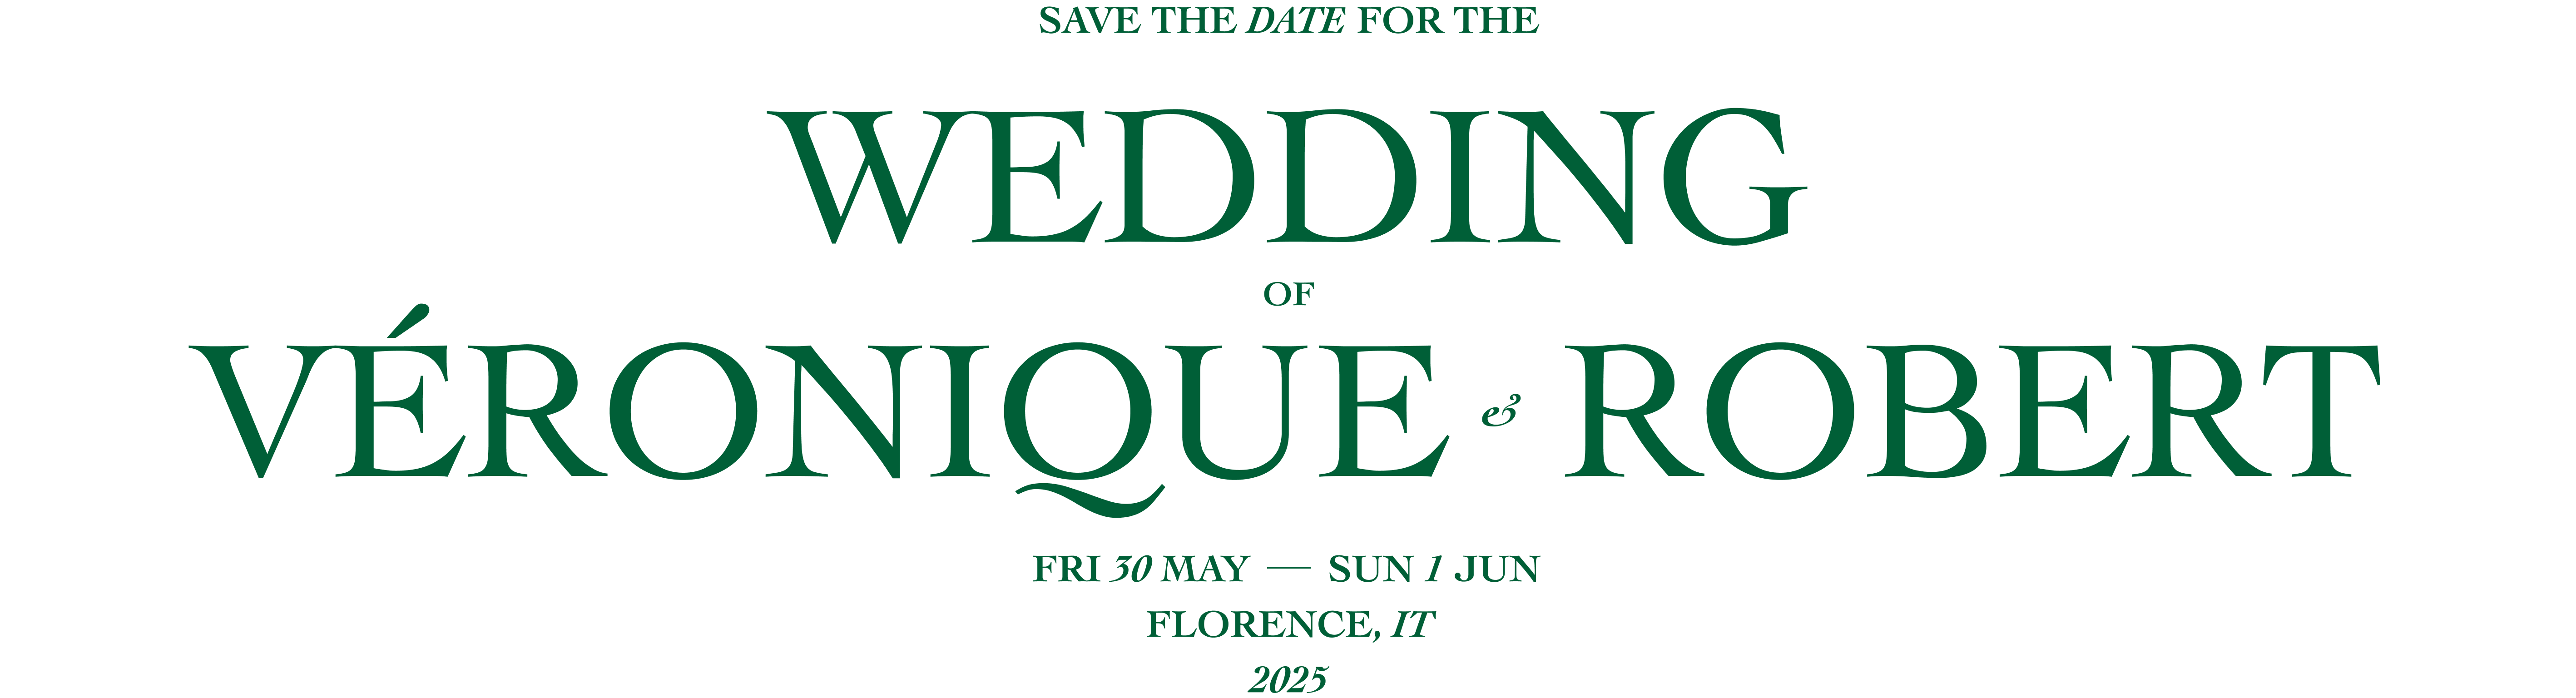 SAVE THE DATE FOR THE
WEDDING
OF
VÉRONIQUE & ROBERT
FRI 30 MAY — SUN 1 JUN
FLORENCE, IT
2025